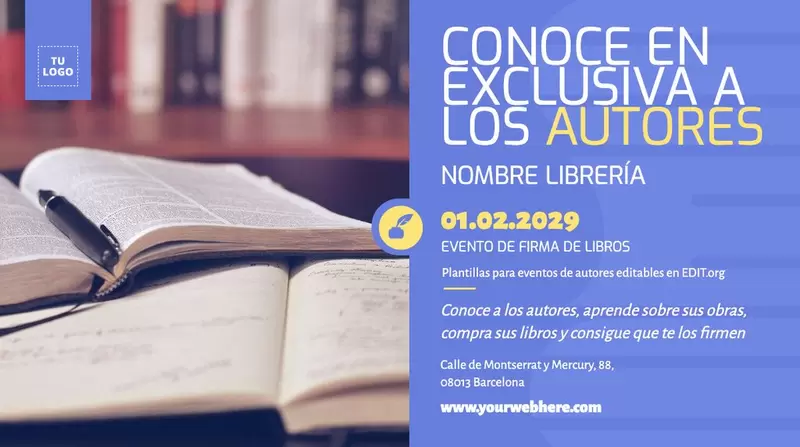 TU
LOGO
CONOCE EN
EXCLUSIVA A
LOS AUTORES
NOMBRE LIBRERÍA
01.02.2029
EVENTO DE FIRMA DE LIBROS
Plantillas para eventos de autores editables en EDIT.org
Conoce a los autores, aprende sobre sus obras,
compra sus libros y consigue que te los firmen
Calle de Montserrat y Mercury, 88,
08013 Barcelona
www.yourwebhere.com